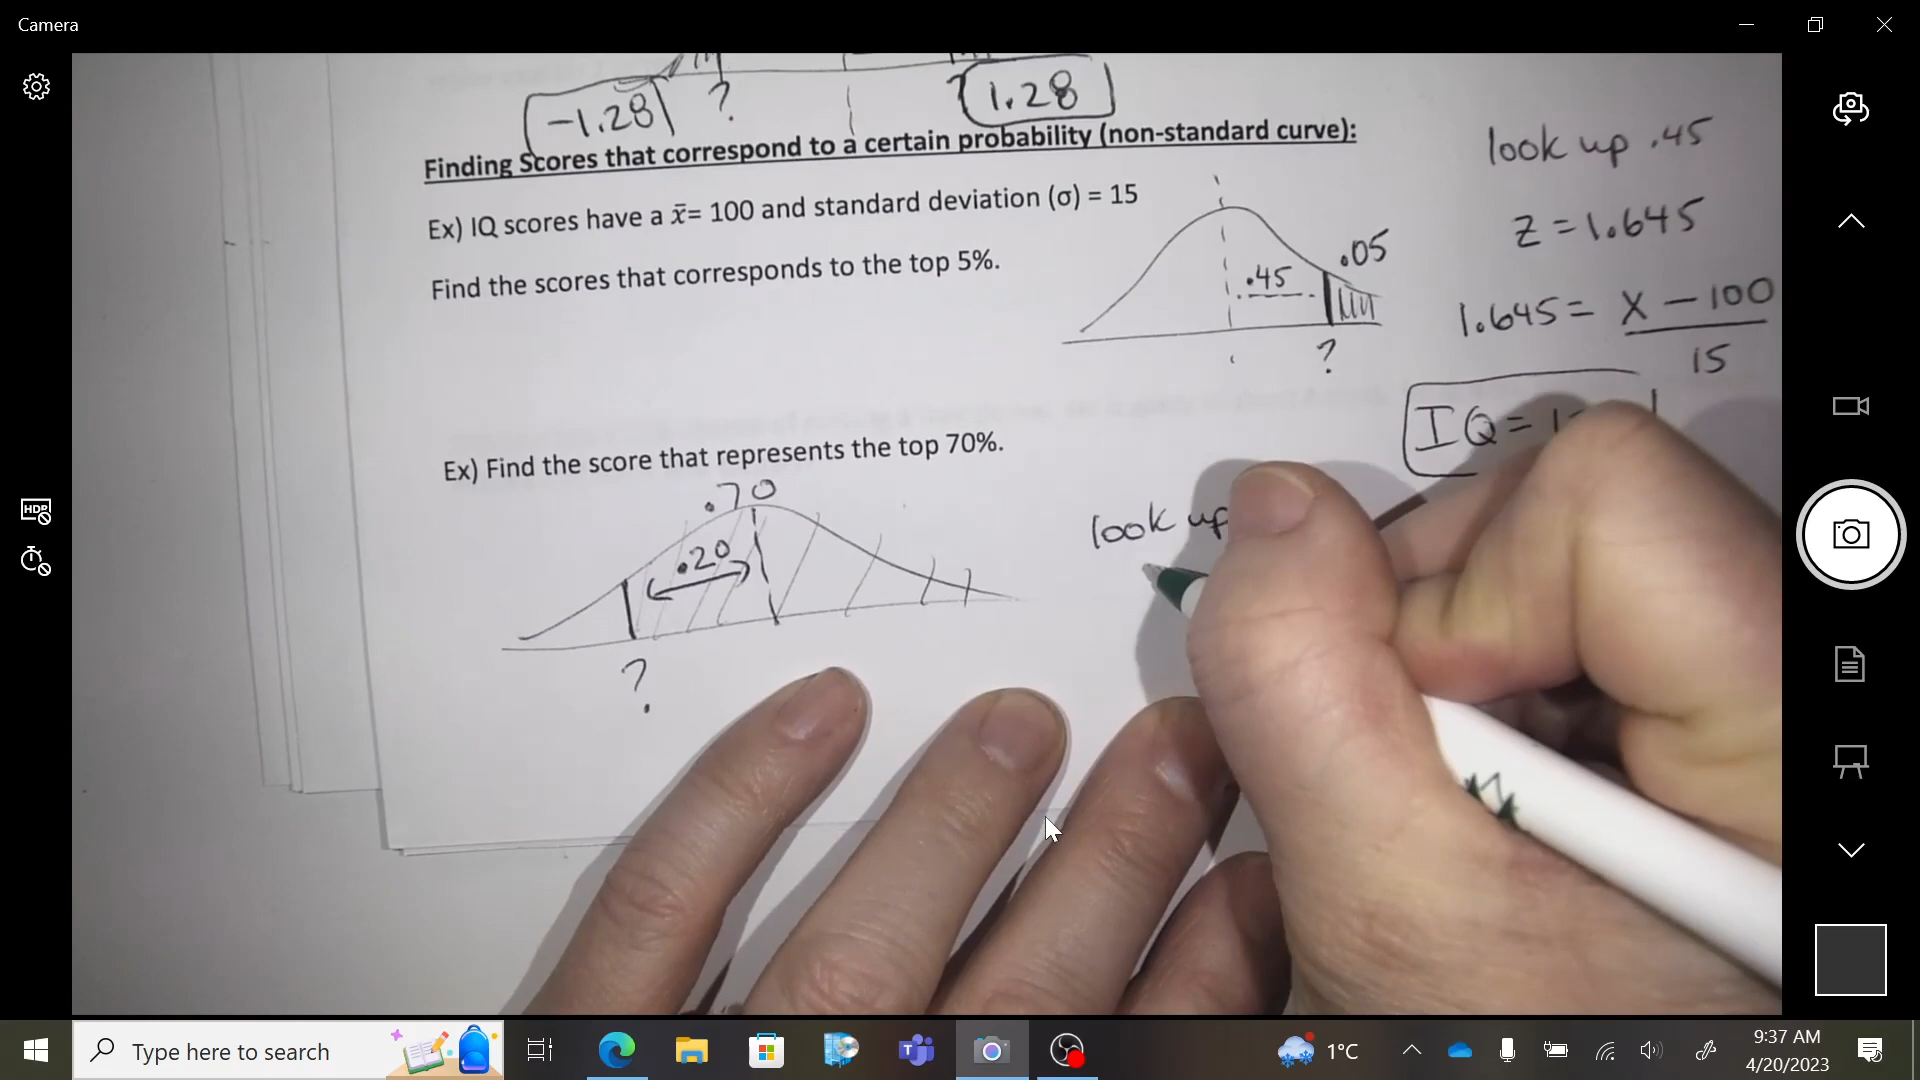 Camera
-1.28
?
1.28
Finding Scores that correspond to a certain probability (non-standard curve):
look up .45
Ex) IQ scores have a x̄= 100 and standard deviation (σ) = 15
z = 1.645
.05
.45
Find the scores that corresponds to the top 5%.
1.645 = x - 100
15
?
IQ = 1
Ex) Find the score that represents the top 70%.
.70
look up
.20
?
Type here to search
1°C
9:37 AM
4/20/2023